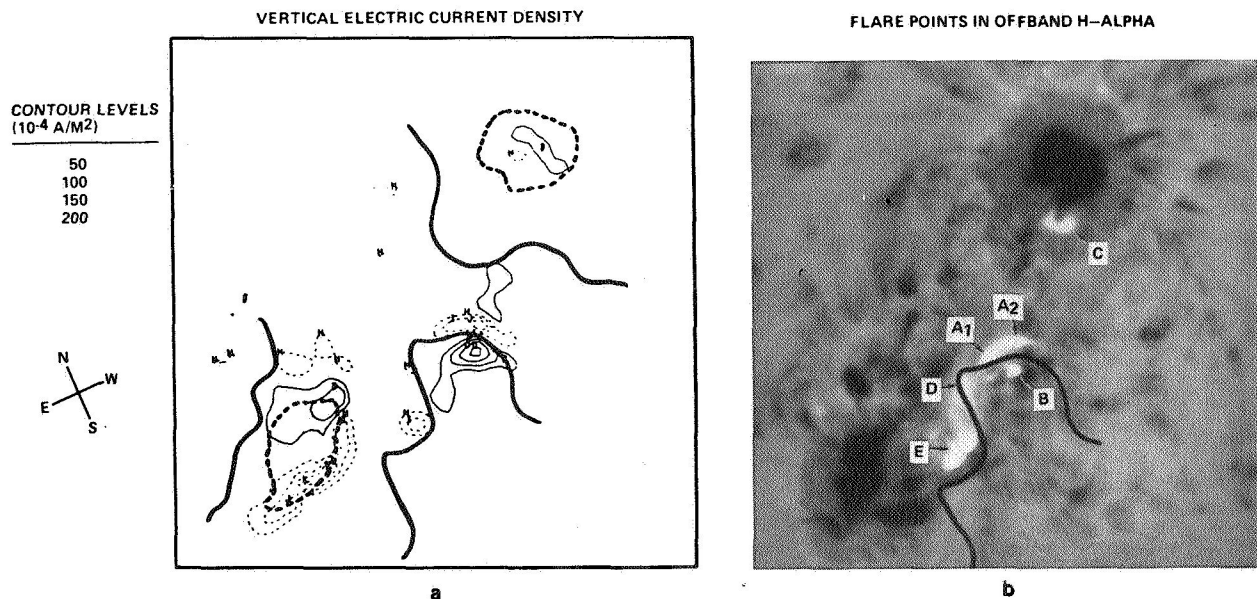 VERTICAL ELECTRIC CURRENT DENSITY
FLARE POINTS IN OFFBAND H–ALPHA
CONTOUR LEVELS
(10-4 A/M2)
50
100
150
200
N
W
E
S
C
A2
A1
D
B
E
a
b